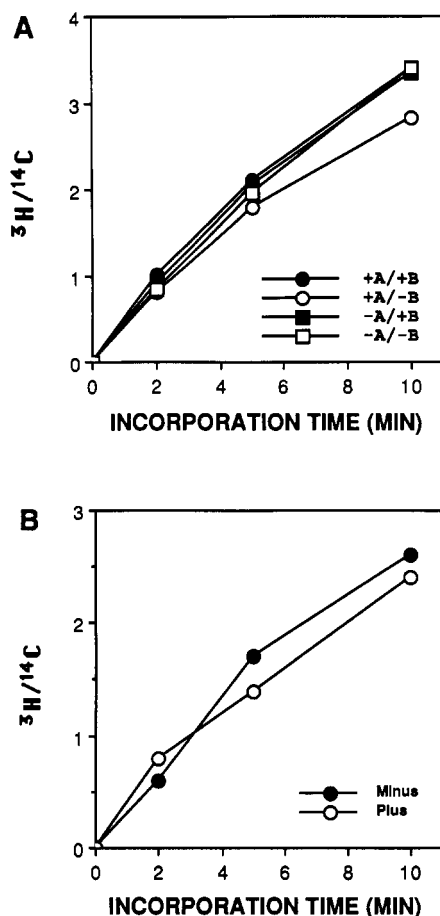 A
4
3
2
1
0
³H/¹⁴C
+A/+B
+A/-B
-A/+B
-A/-B
0 2 4 6 8 10
INCORPORATION TIME (MIN)
B
3
2
1
0
³H/¹⁴C
Minus
Plus
0 2 4 6 8 10
INCORPORATION TIME (MIN)